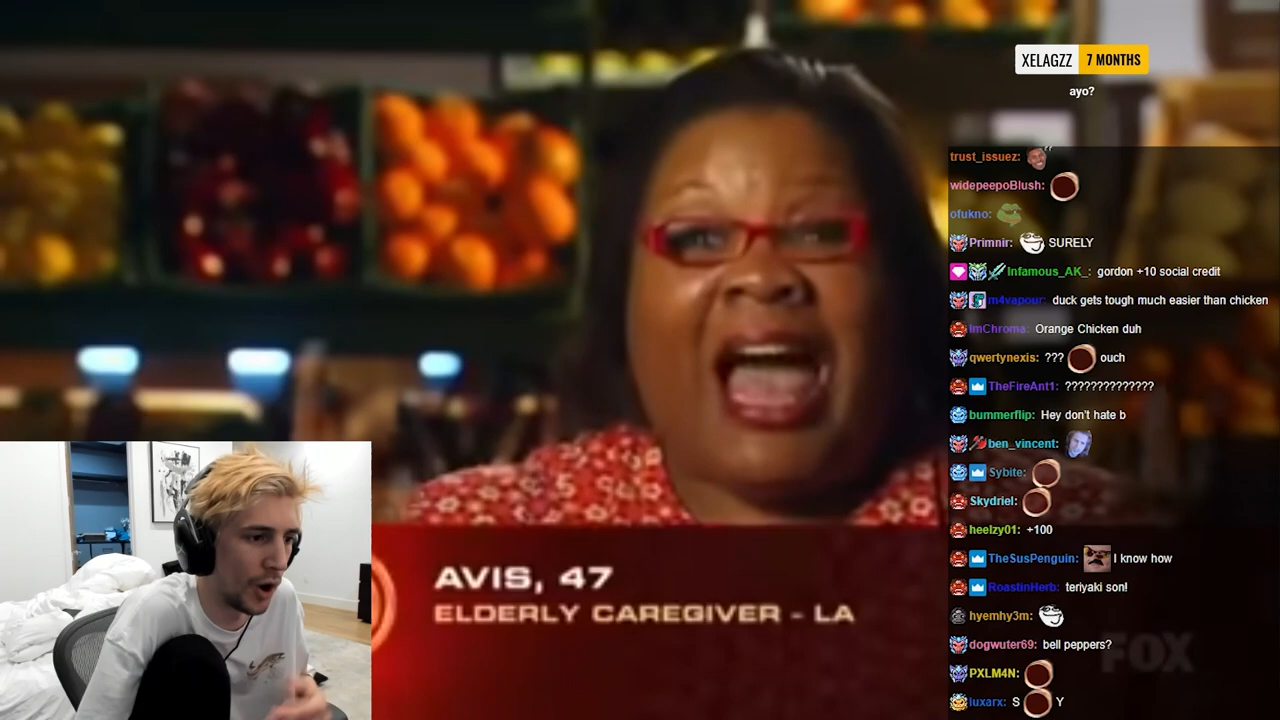 XELAGZZ 7 MONTHS
ayo?
trust_issuez:
widepeepoBlush:
ofukno:
Primnir: SURELY
Infamous_AK_: gordon +10 social credit
m4vapour: duck gets tough much easier than chicken
ImChroma: Orange Chicken duh
qwertynexis: ??? ouch
TheFireAnt1: ??????????????
bummerflip: Hey don't hate b
ben_vincent:
Sybite:
Skydriel:
heelzy01: +100
TheSusPenguin: I know how
RoastinHerb: teriyaki son!
hyemhy3m:
dogwuter69: bell peppers?
PXLM4N:
luxarx: S Y
AVIS, 47
ELDERLY CAREGIVER - LA
FOX